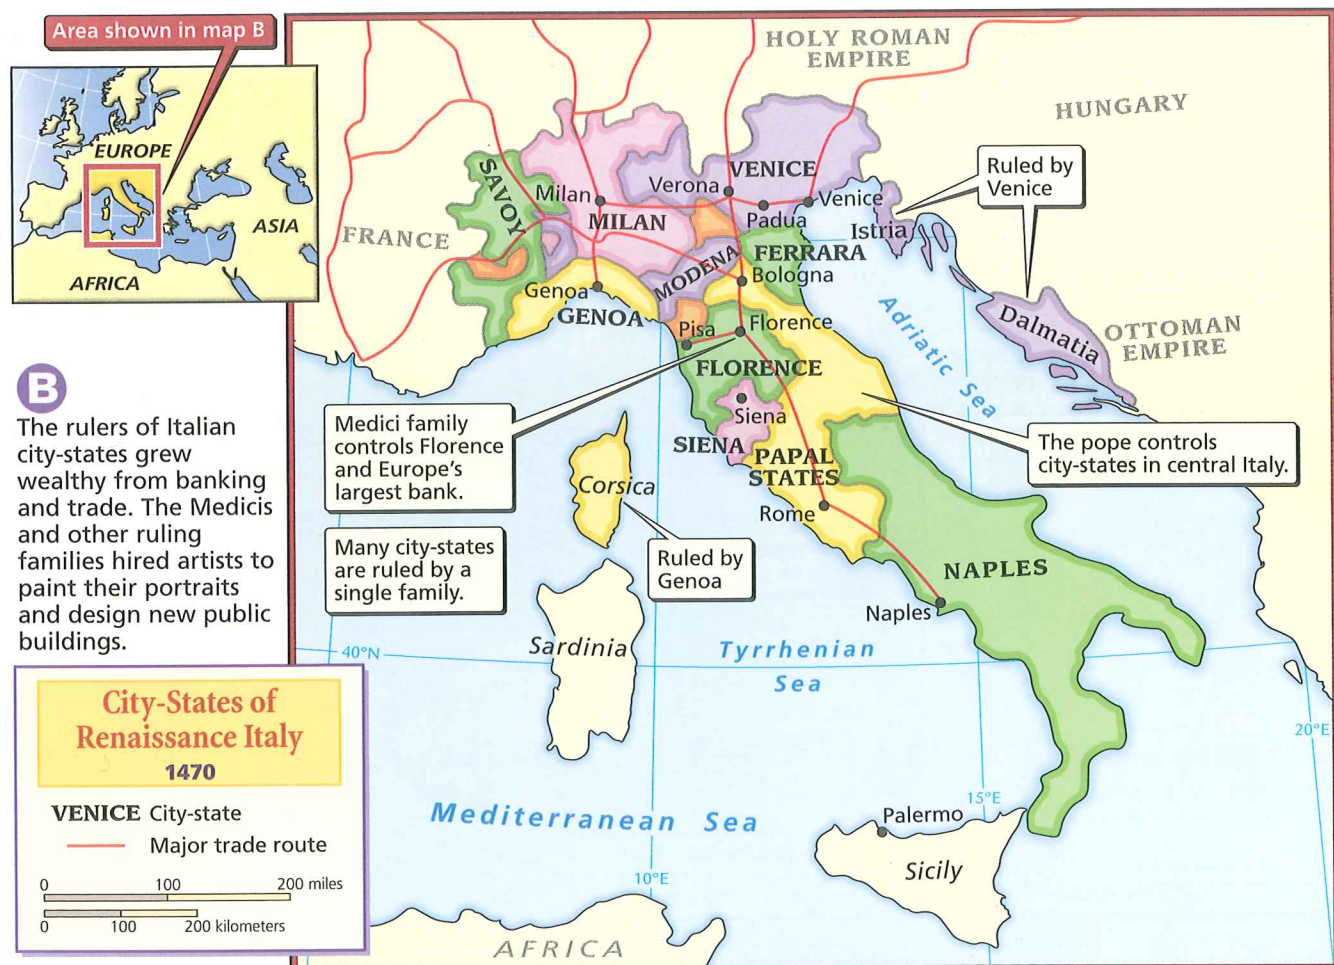 Area shown in map B
EUROPE
ASIA
AFRICA
B
The rulers of Italian
city-states grew
wealthy from banking
and trade. The Medicis
and other ruling
families hired artists to
paint their portraits
and design new public
buildings.
City-States of
Renaissance Italy
1470
VENICE City-state
Major trade route
0 100 200 miles
0 100 200 kilometers
HOLY ROMAN
EMPIRE
HUNGARY
FRANCE
OTTOMAN
EMPIRE
AFRICA
SAVOY
Milan
MILAN
Verona
VENICE
Padua
Venice
Istria
Ruled by
Venice
Dalmatia
FERRARA
MODENA
Bologna
Genoa
GENOA
Pisa
Florence
FLORENCE
Siena
SIENA
PAPAL
STATES
Rome
NAPLES
Naples
Adriatic Sea
Medici family
controls Florence
and Europe's
largest bank.
Many city-states
are ruled by a
single family.
The pope controls
city-states in central Italy.
Corsica
Ruled by
Genoa
Sardinia
Tyrrhenian
Sea
Mediterranean Sea
Palermo
Sicily
40°N
10°E
15°E
20°E